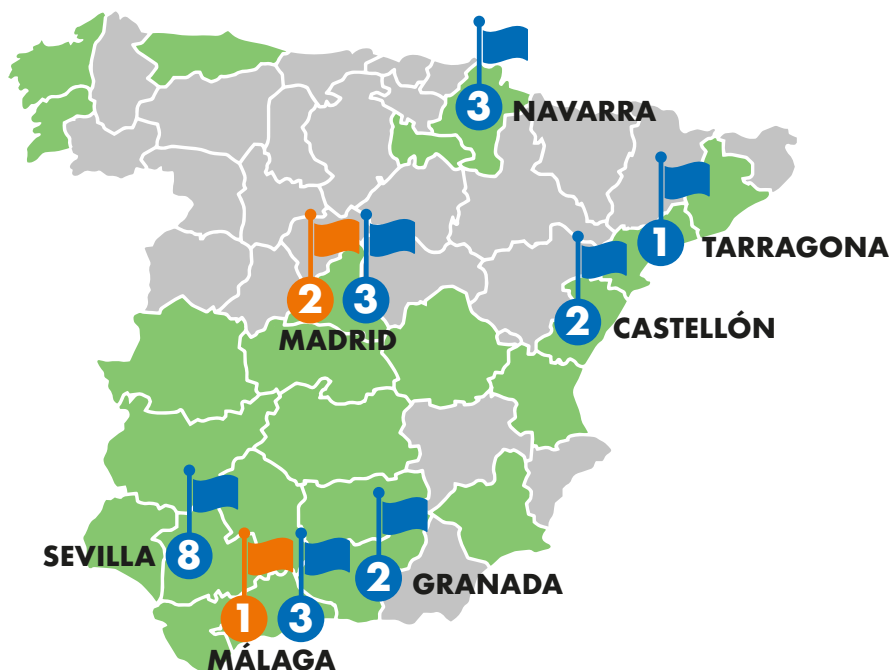 3 NAVARRA
1 TARRAGONA
2 3
MADRID
2 CASTELLÓN
SEVILLA 8
2 GRANADA
1 3
MÁLAGA